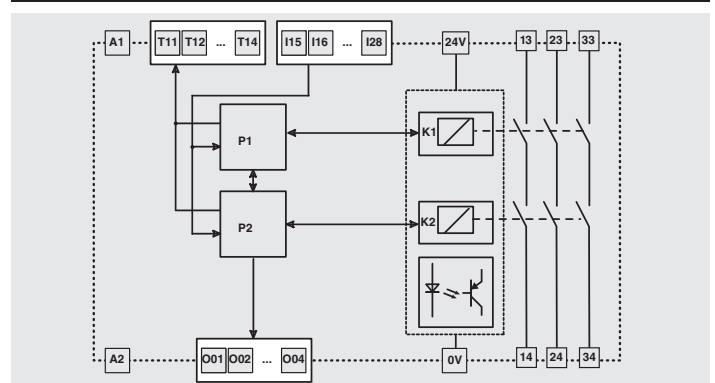 A1 T11 T12 ... T14 I15 I16 ... I28 24V 13 23 33
P1 K1
P2 K2
A2 O01 O02 ... O04 0V 14 24 34